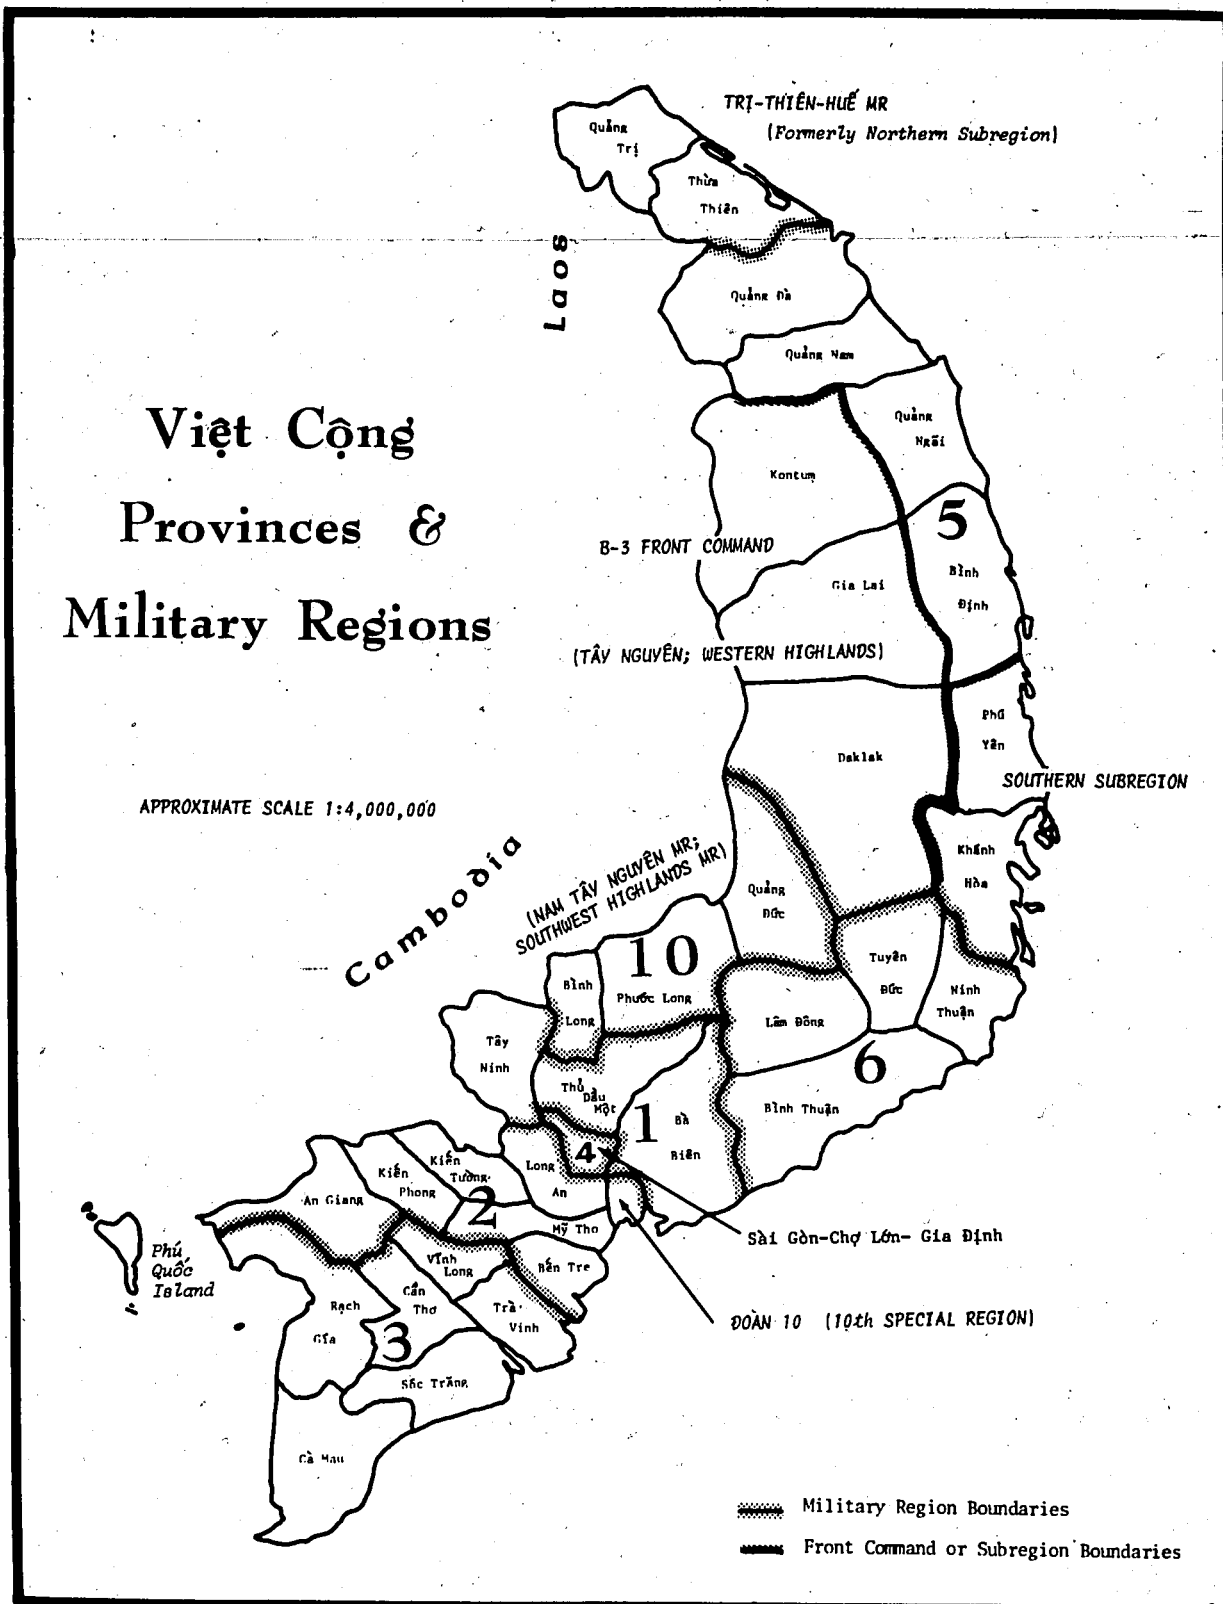 TRỊ-THIÊN-HUẾ MR
(Formerly Northern Subregion)
Quảng
Trị
Thừa
Thiên
Laos
Quảng Đà
Quảng Nam
Việt Cộng
Provinces &
Military Regions
Quảng
Ngãi
Kontum
5
B-3 FRONT COMMAND
Gia Lai
Bình
Định
(TÂY NGUYÊN; WESTERN HIGHLANDS)
Phú
Yên
Daklak
SOUTHERN SUBREGION
APPROXIMATE SCALE 1:4,000,000
Cambodia
(NAM TÂY NGUYÊN MR;
SOUTHWEST HIGHLANDS MR)
Khánh
Hòa
Quảng
Đức
10
Bình
Long
Phước Long
Tuyên
Đức
Ninh
Thuận
Lâm Đồng
Tây
Ninh
6
Thủ
Dầu
Một
1
Bà
Biên
Bình Thuận
4
Long
An
Kiến
Tường
Kiến
Phong
An Giang
2
Mỹ Tho
Sài Gòn-Chợ Lớn- Gia Định
Phú
Quốc
Island
Vĩnh
Long
Bến Tre
Cần
Thơ
Rạch
Gía
Trà
Vinh
ĐOÀN 10 (10th SPECIAL REGION)
3
Sóc Trăng
Cà Mau
Military Region Boundaries
Front Command or Subregion Boundaries